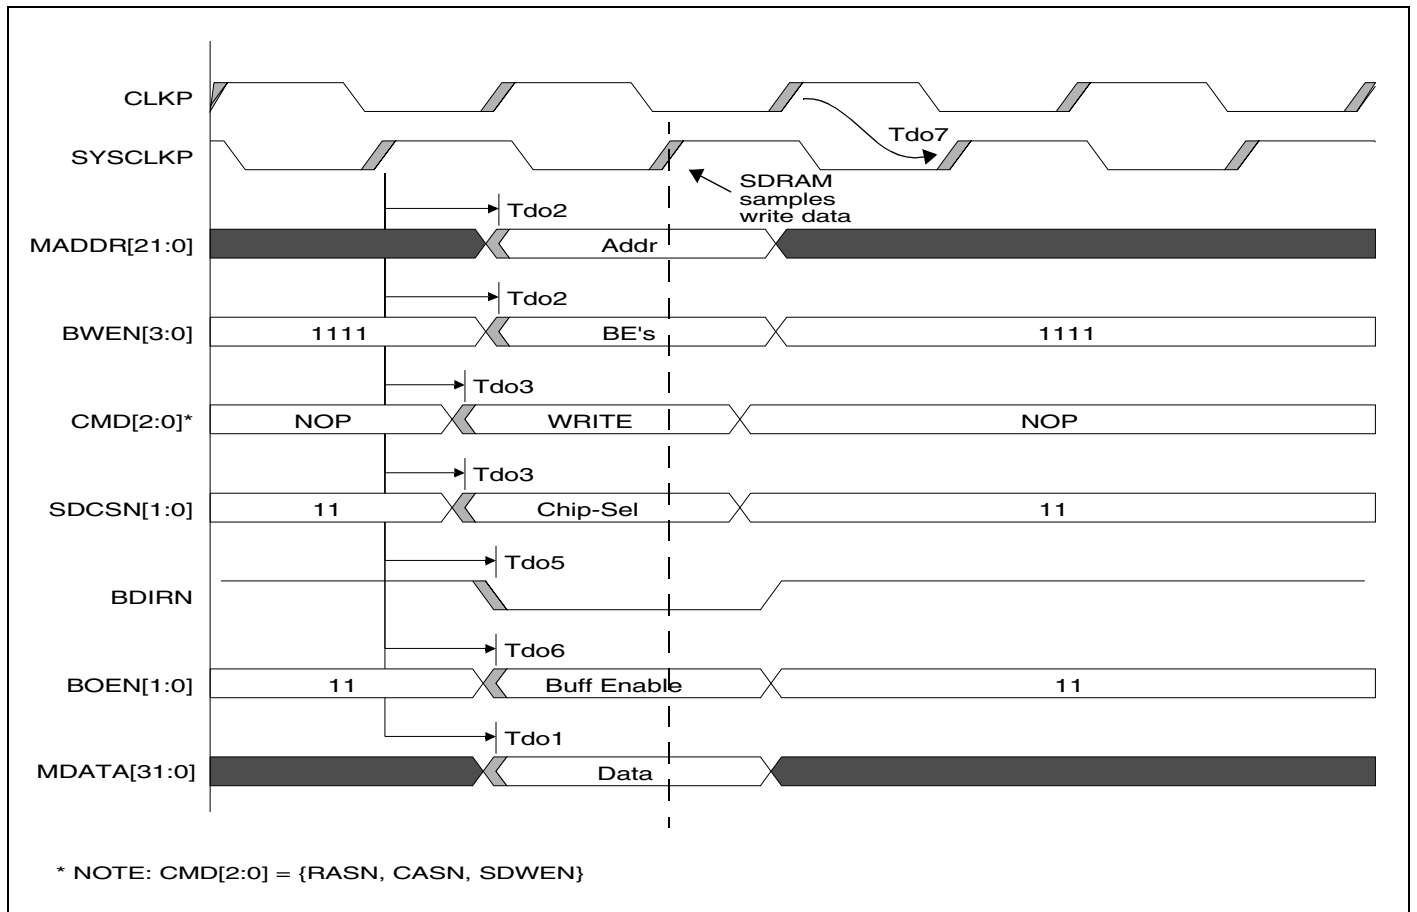 CLKP
Tdo7
SYSCLKP
SDRAM
samples
write data
Tdo2
MADDR[21:0]
Addr
Tdo2
BWEN[3:0]
1111
BE's
1111
Tdo3
CMD[2:0]*
NOP
WRITE
NOP
Tdo3
SDCSN[1:0]
11
Chip-Sel
11
Tdo5
BDIRN
Tdo6
BOEN[1:0]
11
Buff Enable
11
Tdo1
MDATA[31:0]
Data
* NOTE: CMD[2:0] = {RASN, CASN, SDWEN}